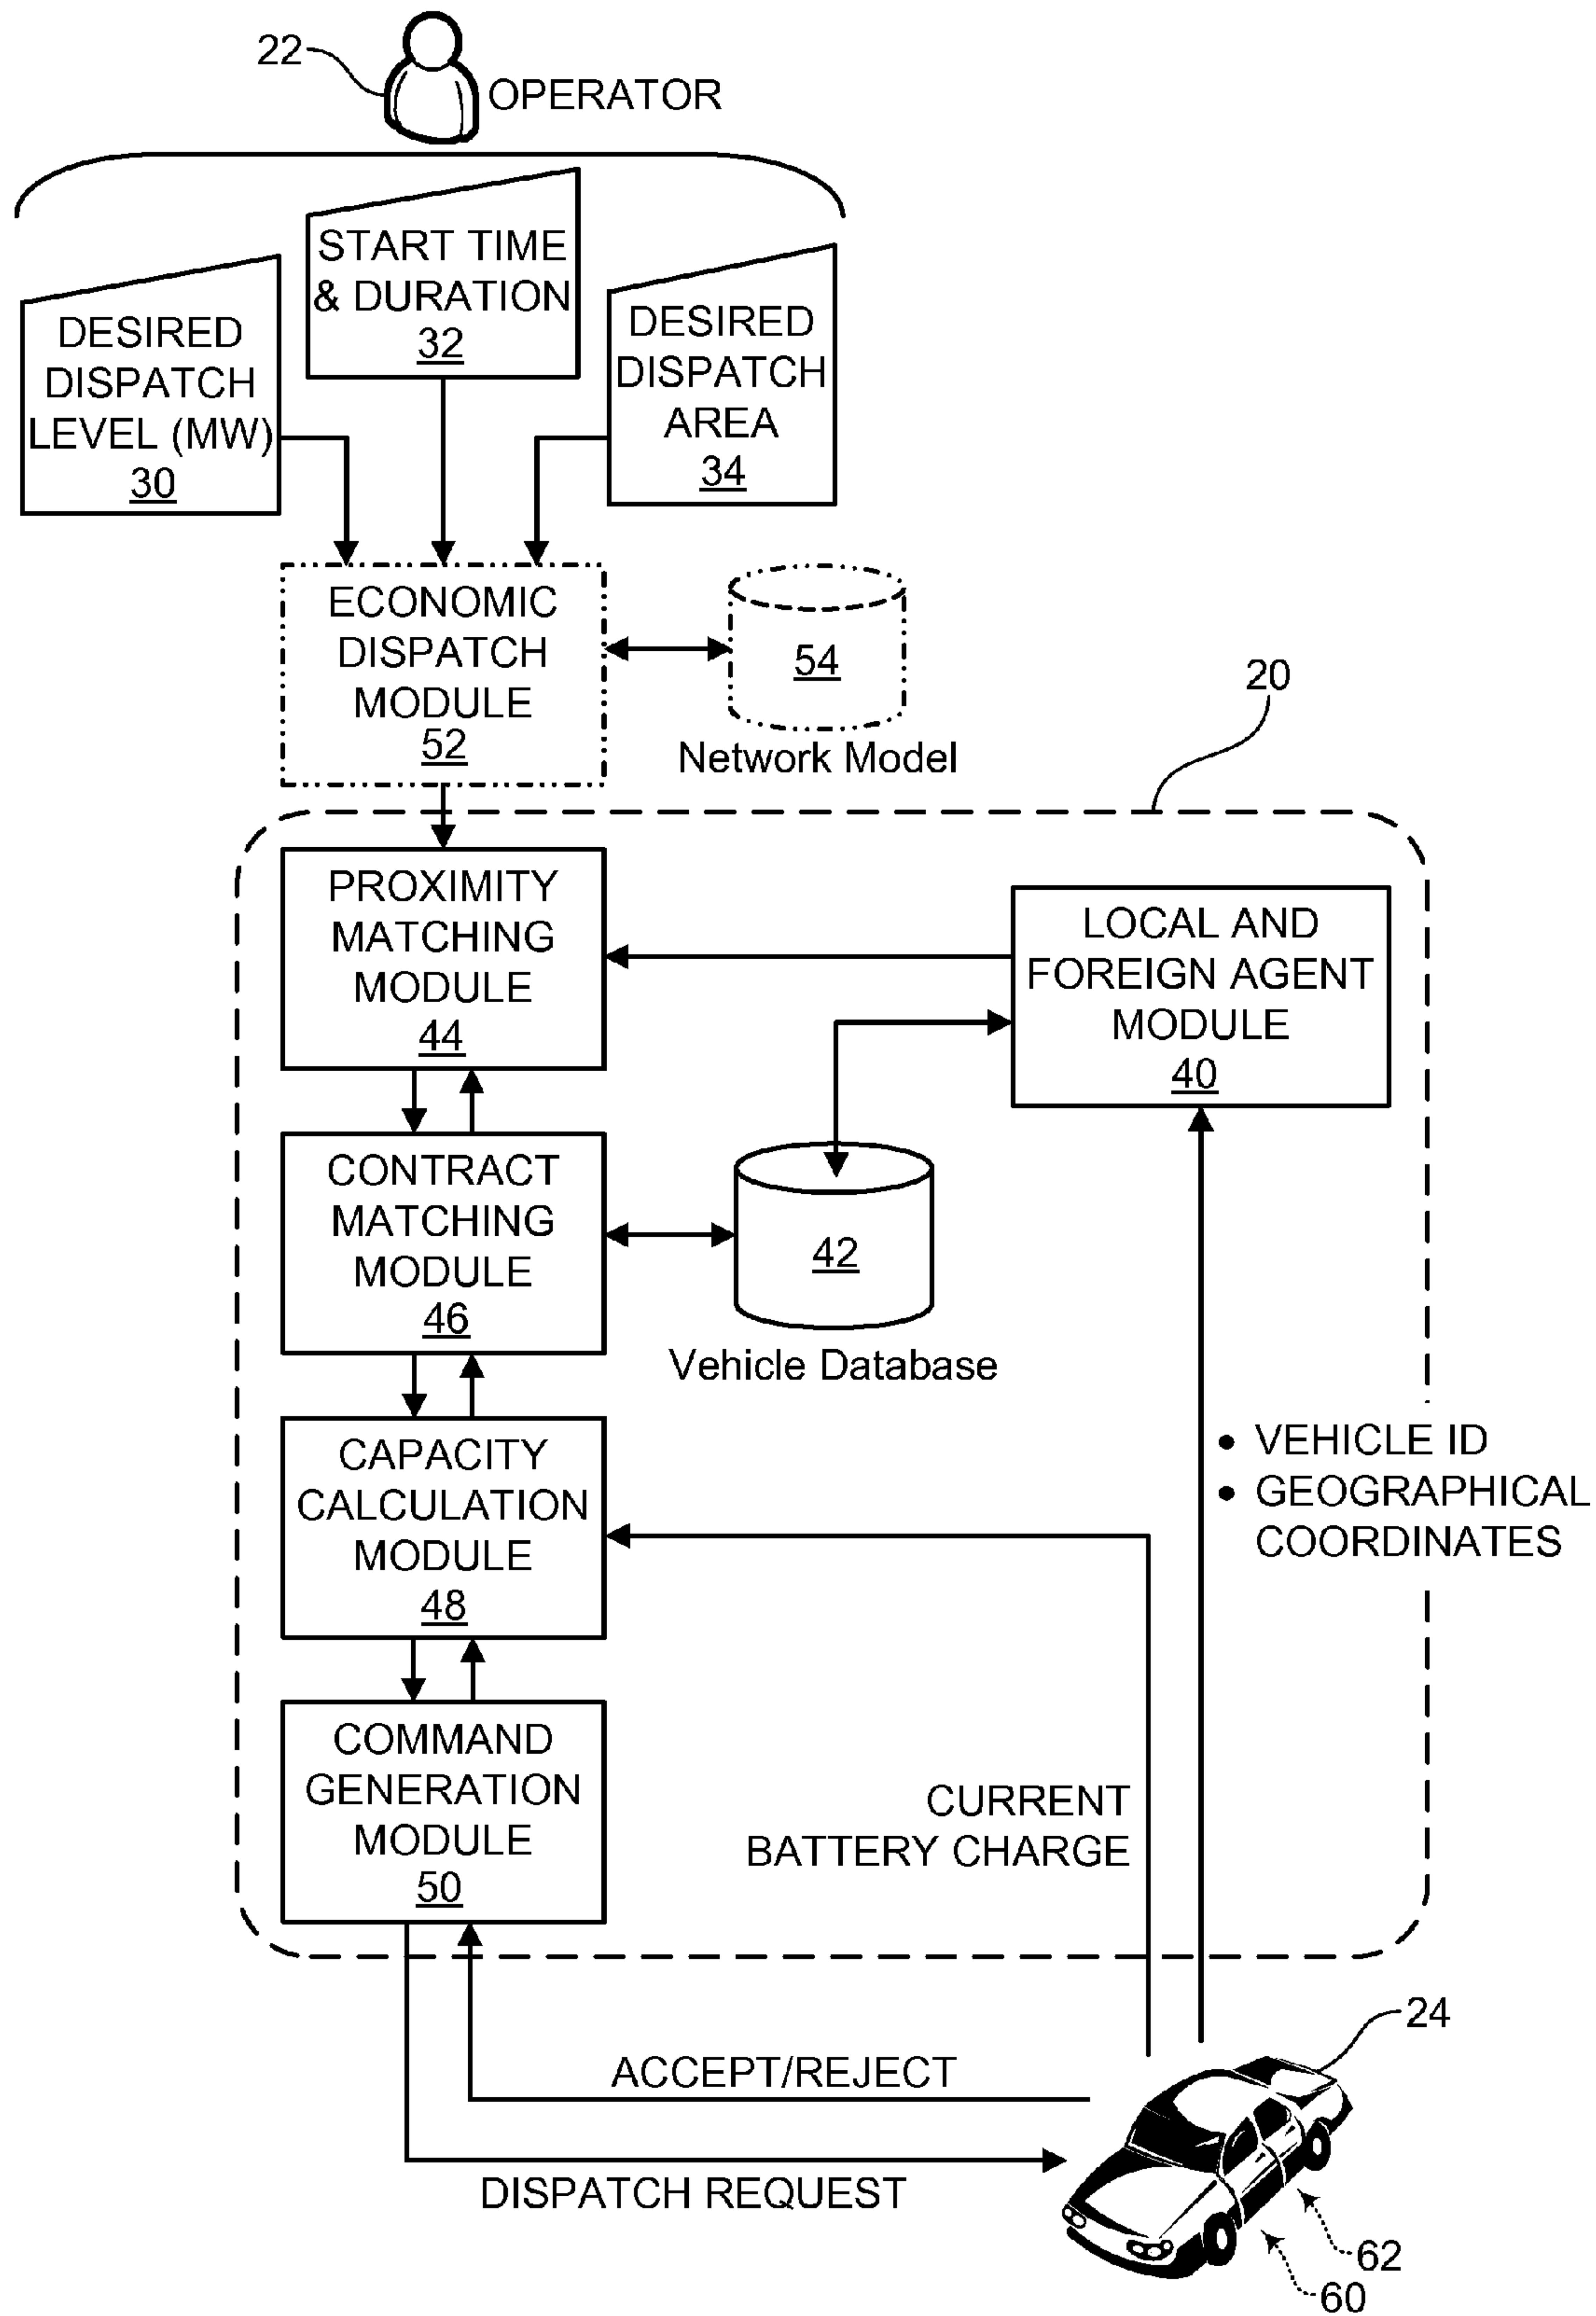 22
OPERATOR
START TIME
& DURATION
32
DESIRED
DISPATCH
LEVEL (MW)
30
DESIRED
DISPATCH
AREA
34
ECONOMIC
DISPATCH
MODULE
52
54
Network Model
20
PROXIMITY
MATCHING
MODULE
44
LOCAL AND
FOREIGN AGENT
MODULE
40
CONTRACT
MATCHING
MODULE
46
42
Vehicle Database
CAPACITY
CALCULATION
MODULE
48
• VEHICLE ID
• GEOGRAPHICAL
COORDINATES
COMMAND
GENERATION
MODULE
50
CURRENT
BATTERY CHARGE
24
ACCEPT/REJECT
DISPATCH REQUEST
62
60